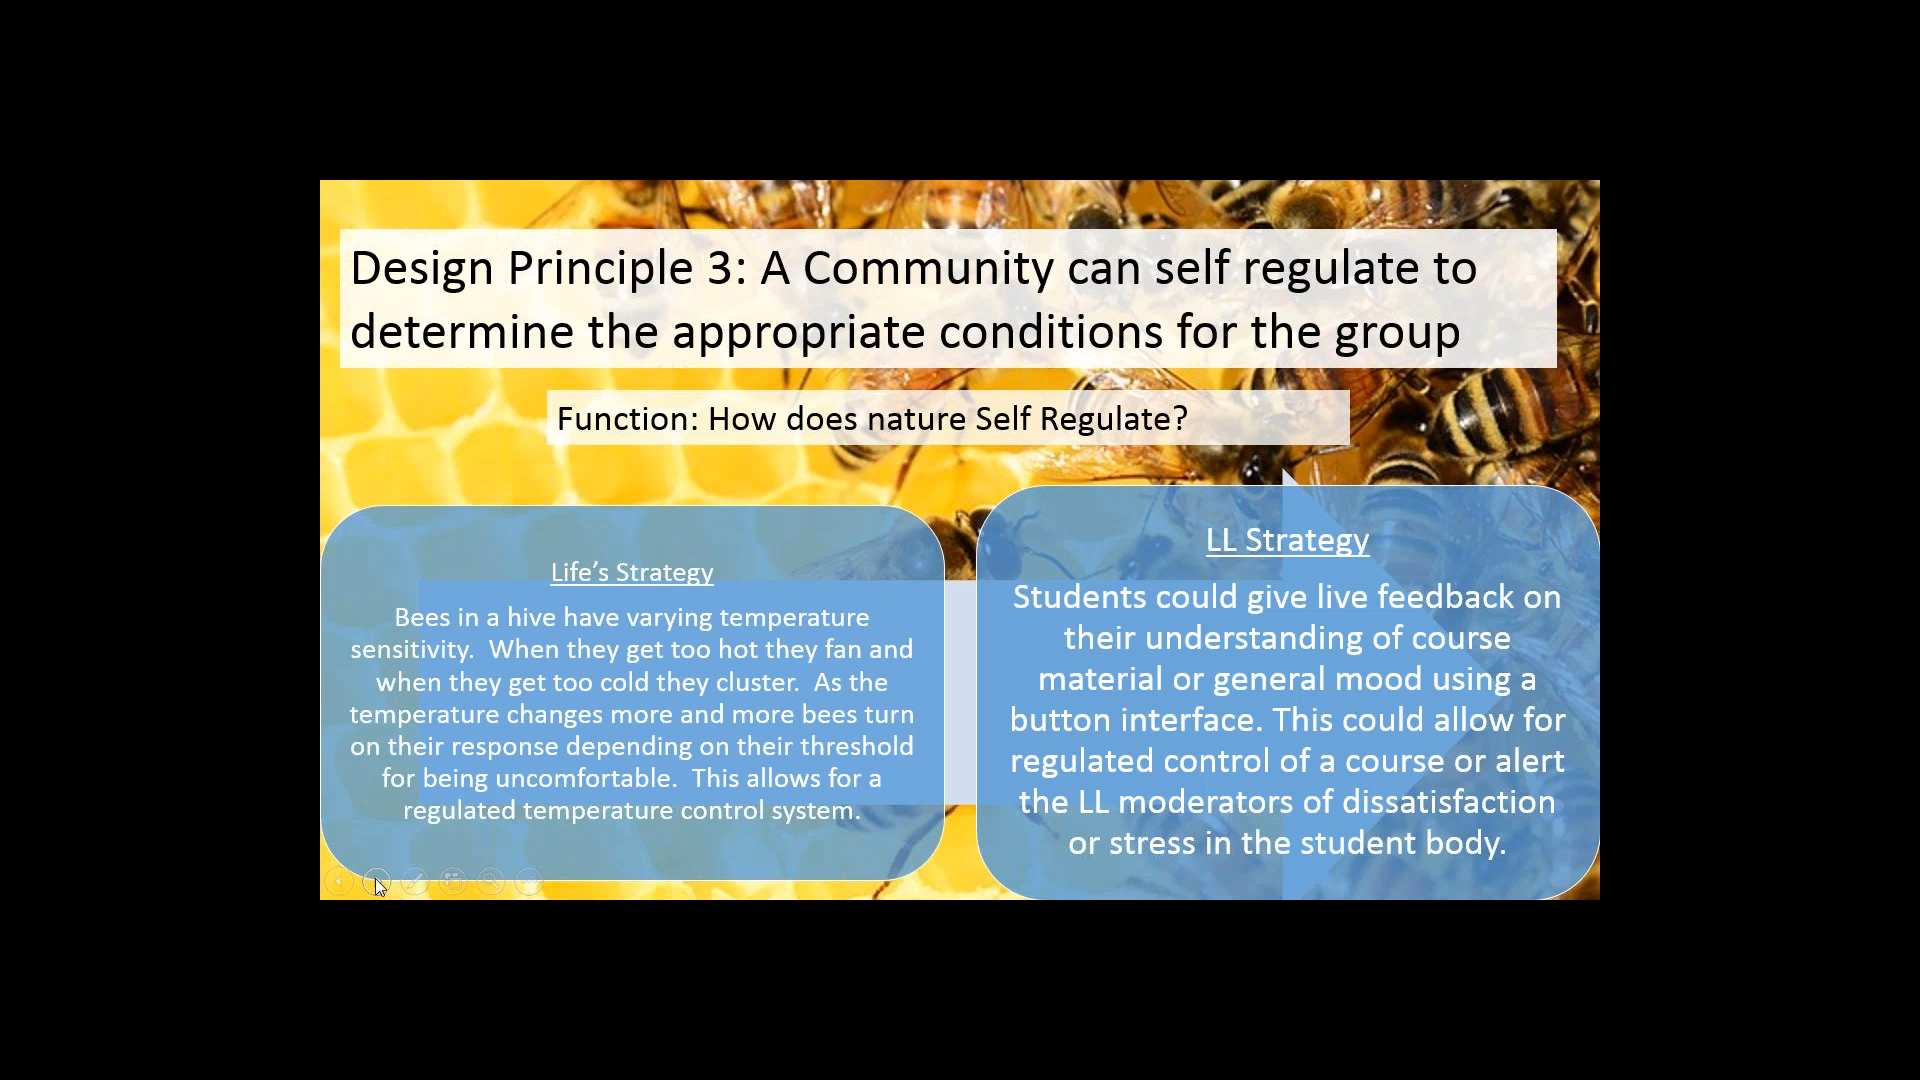 Design Principle 3: A Community can self regulate to
determine the appropriate conditions for the group
Function: How does nature Self Regulate?
Life’s Strategy
Bees in a hive have varying temperature
sensitivity.  When they get too hot they fan and
when they get too cold they cluster.  As the
temperature changes more and more bees turn
on their response depending on their threshold
for being uncomfortable.  This allows for a
regulated temperature control system.
LL Strategy
Students could give live feedback on
their understanding of course
material or general mood using a
button interface. This could allow for
regulated control of a course or alert
the LL moderators of dissatisfaction
or stress in the student body.